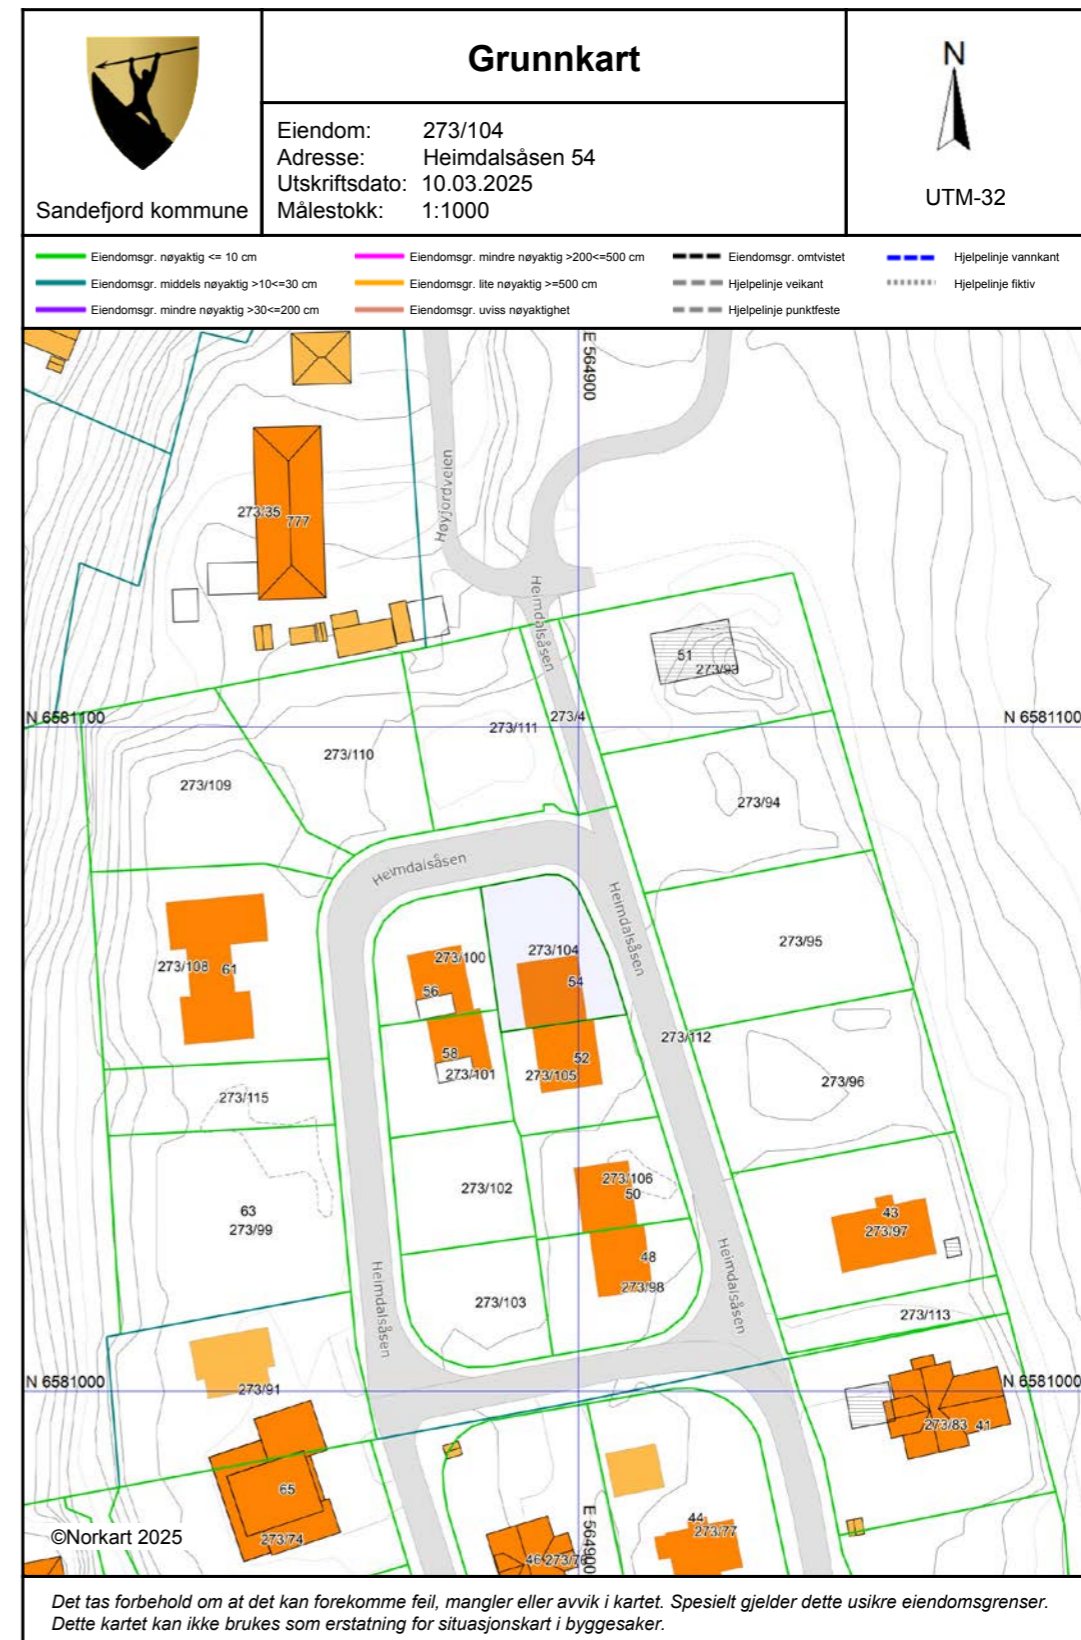 Sandefjord kommune
Grunnkart
Eiendom: 273/104
Adresse: Heimdalsåsen 54
Utskriftsdato: 10.03.2025
Målestokk: 1:1000
N
UTM-32
Eiendomsgr. nøyaktig <= 10 cm
Eiendomsgr. middels nøyaktig >10<=30 cm
Eiendomsgr. mindre nøyaktig >30<=200 cm
Eiendomsgr. mindre nøyaktig >200<=500 cm
Eiendomsgr. lite nøyaktig >=500 cm
Eiendomsgr. uviss nøyaktighet
Eiendomsgr. omtvistet
Hjelpelinje veikant
Hjelpelinje punktfeste
Hjelpelinje vannkant
Hjelpelinje fiktiv
E 564900
Høyjordveien
273/35
777
Heimdalsåsen
51
273/93
N 6581100
273/4
N 6581100
273/111
273/110
273/109
273/94
Heimdalsåsen
Heimdalsåsen
273/95
273/104
273/100
273/108
61
54
56
273/112
58
52
273/101
273/105
273/96
273/115
273/102
273/106
50
63
273/99
43
273/97
Heimdalsåsen
Heimdalsåsen
48
273/98
273/103
273/113
N 6581000
273/91
N 6581000
273/83
41
65
273/74
©Norkart 2025
E 564900
44
273/77
46
273/76
Det tas forbehold om at det kan forekomme feil, mangler eller avvik i kartet. Spesielt gjelder dette usikre eiendomsgrenser.
Dette kartet kan ikke brukes som erstatning for situasjonskart i byggesaker.